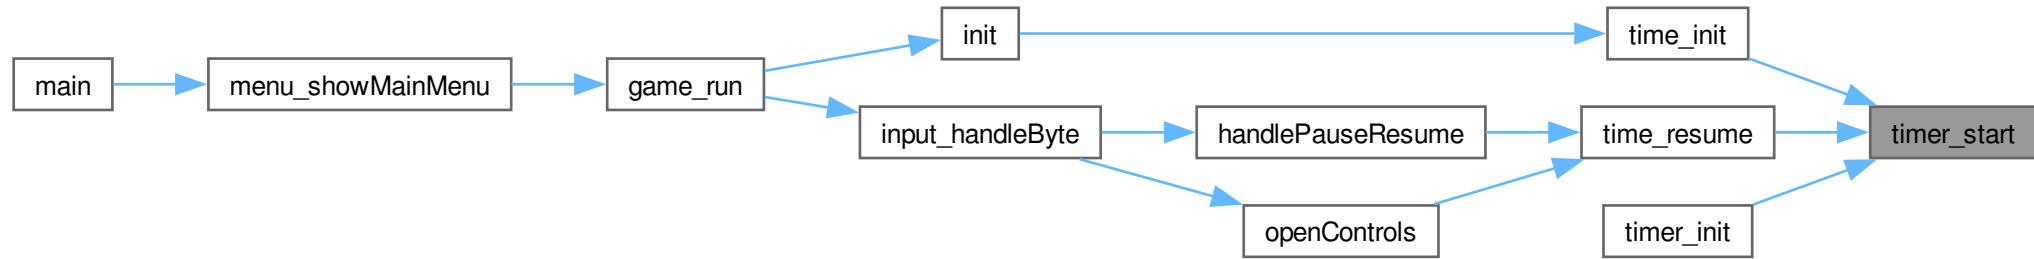 main
menu_showMainMenu
game_run
init
input_handleByte
handlePauseResume
openControls
time_init
time_resume
timer_init
timer_start